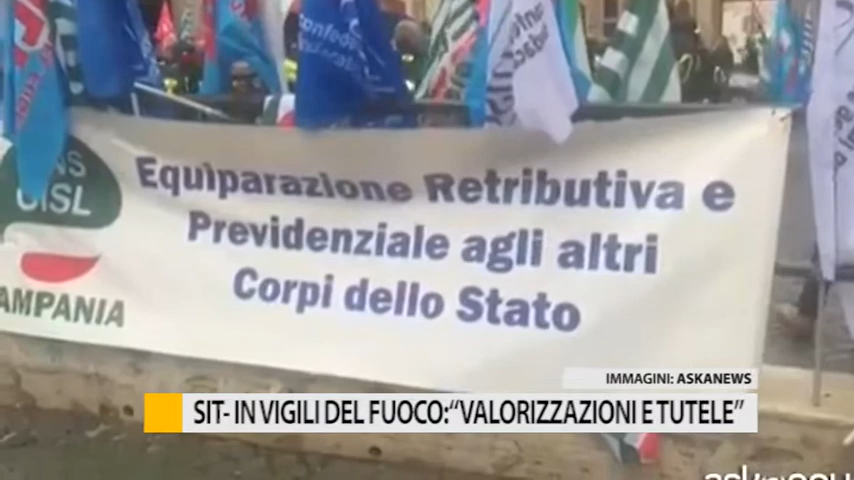 Equiparazione Retributiva e
Previdenziale agli altri
Corpi dello Stato
CISL
AMPANIA
IMMAGINI: ASKANEWS
SIT- IN VIGILI DEL FUOCO:“VALORIZZAZIONI E TUTELE”